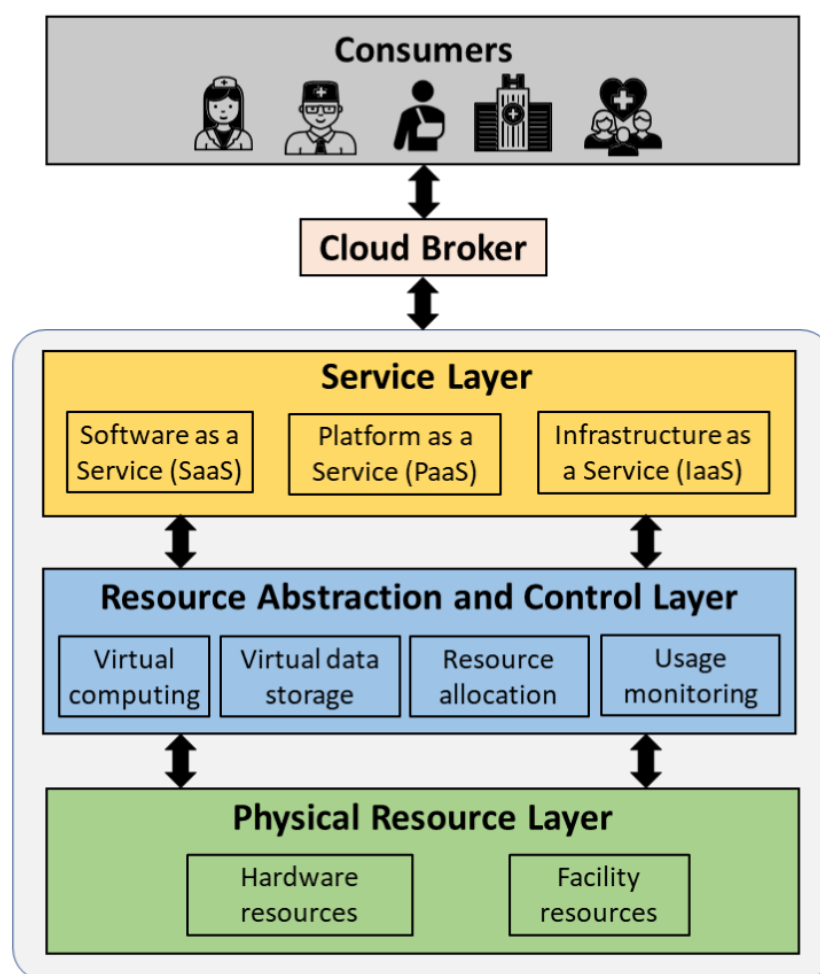 Consumers
Cloud Broker
Service Layer
Software as a
Service (SaaS)
Platform as a
Service (PaaS)
Infrastructure as
a Service (IaaS)
Resource Abstraction and Control Layer
Virtual
computing
Virtual data
storage
Resource
allocation
Usage
monitoring
Physical Resource Layer
Hardware
resources
Facility
resources